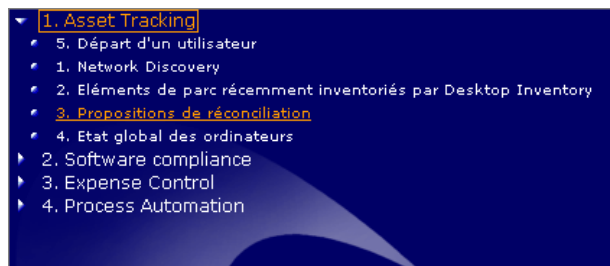 1. Asset Tracking
5. Départ d'un utilisateur
1. Network Discovery
2. Eléments de parc récemment inventoriés par Desktop Inventory
3. Propositions de réconciliation
4. Etat global des ordinateurs
2. Software compliance
3. Expense Control
4. Process Automation